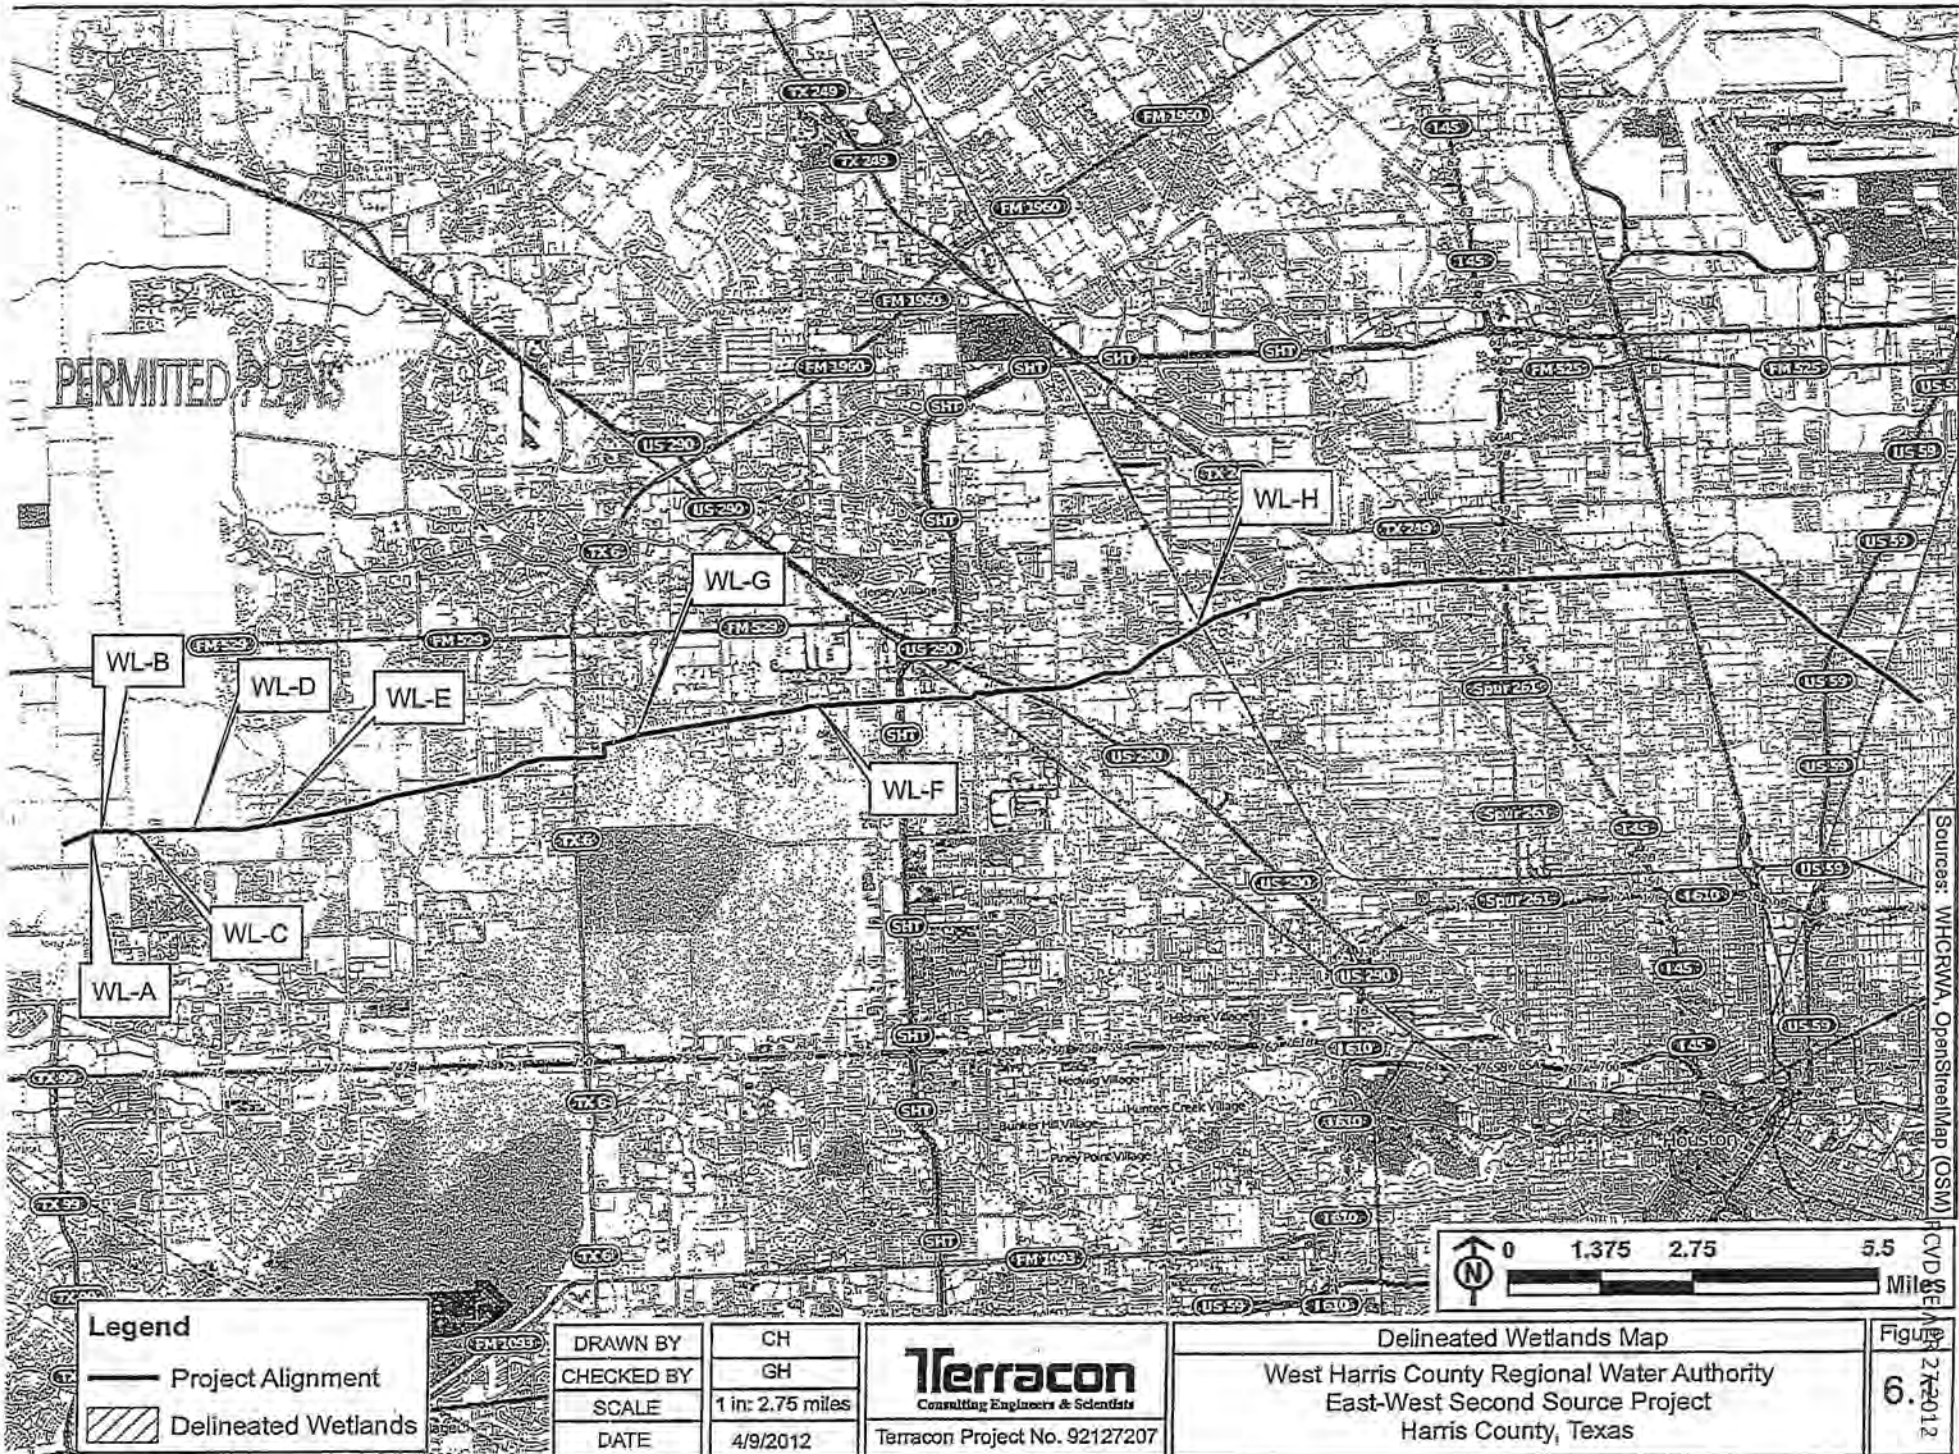 TX 249
FM 1960
I 45
TX 249
FM 1960
I 45
FM 1960
SHT
SHT
SHT
FM 1960
FM 525
FM 525
PERMITTED
SHT
US 290
US 59
WL-H
US 290
SHT
TX 249
TX 6
US 59
WL-G
Jersey Village
FM 529
FM 529
FM 529
US 290
WL-B
WL-D
WL-E
Spur 261
US 59
SHT
US 290
US 59
WL-F
Spur 261
I 45
TX 6
US 59
US 290
Spur 261
I 610
WL-C
SHT
US 290
I 45
WL-A
SHT
US 59
I 610
I 45
TX 99
Hedwig Village
TX 6
SHT
Hunters Creek Village
Bunker Hill Village
I 610
Houston
Piney Point Village
TX 99
I 610
TX 6
SHT
FM 1093
US 59
I 610
FM 1093
Sources: WHCRWA, OpenStreetMap (OSM)
0 1.375 2.75 5.5
Miles
N
Legend
Project Alignment
Delineated Wetlands
DRAWN BY CH
CHECKED BY GH
SCALE 1 in: 2.75 miles
DATE 4/9/2012
Terracon
Consulting Engineers & Scientists
Terracon Project No. 92127207
Delineated Wetlands Map
West Harris County Regional Water Authority
East-West Second Source Project
Harris County, Texas
Figure
6.